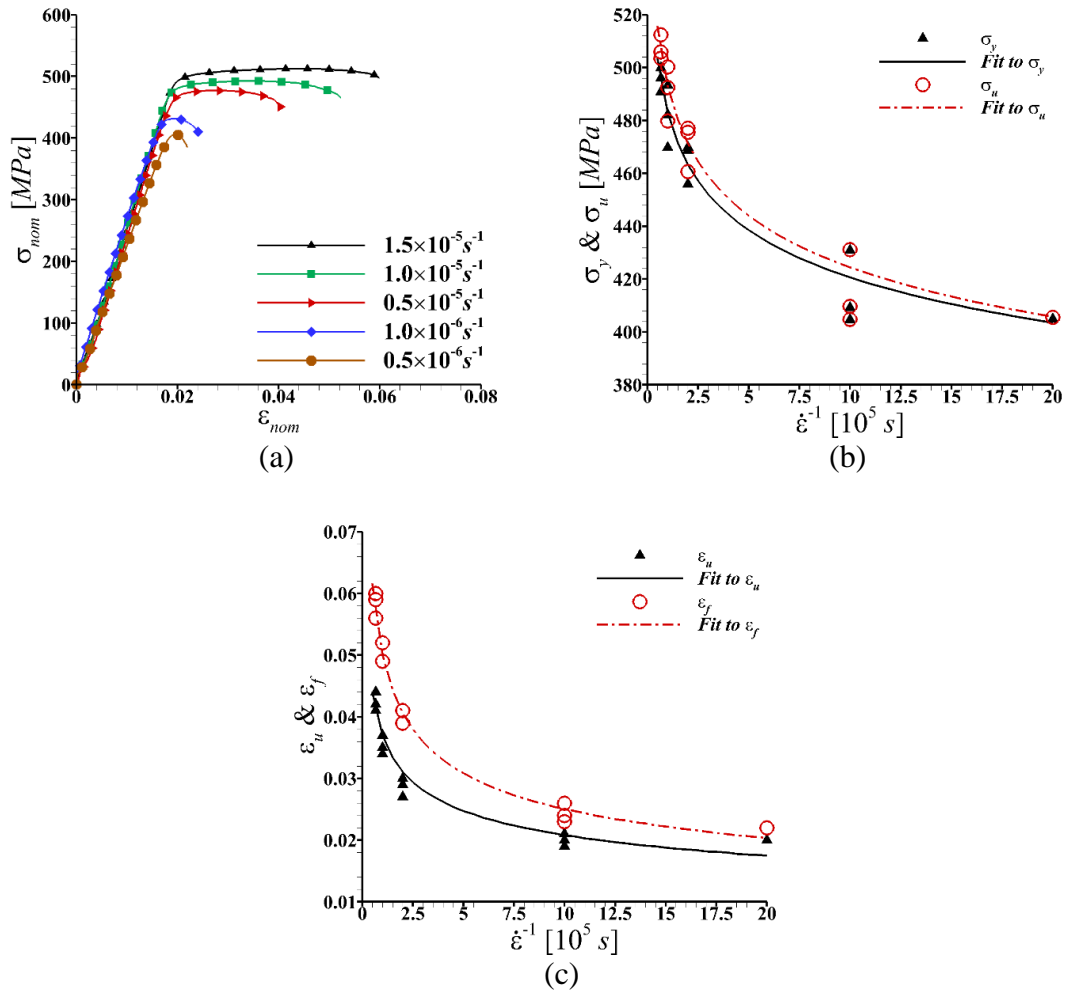 600
500
400
300
200
100
0
σnom [MPa]
1.5×10⁻⁵s⁻¹
1.0×10⁻⁵s⁻¹
0.5×10⁻⁵s⁻¹
1.0×10⁻⁶s⁻¹
0.5×10⁻⁶s⁻¹
0 0.02 0.04 0.06 0.08
εnom
(a)
520
500
480
460
440
420
400
380
σy & σu [MPa]
σy
Fit to σy
σu
Fit to σu
0 2.5 5 7.5 10 12.5 15 17.5 20
ε̇⁻¹ [10⁵ s]
(b)
0.07
0.06
0.05
0.04
0.03
0.02
0.01
εu & εf
εu
Fit to εu
εf
Fit to εf
0 2.5 5 7.5 10 12.5 15 17.5 20
ε̇⁻¹ [10⁵ s]
(c)